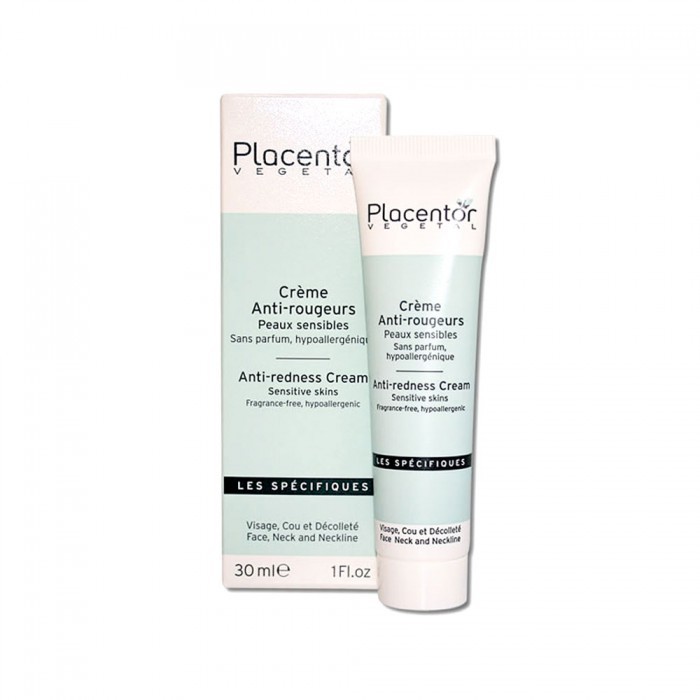 Placentor
VEGETAL
Crème
Anti-rougeurs
Peaux sensibles
Sans parfum, hypoallergénique
Anti-redness Cream
Sensitive skins
Fragrance-free, hypoallergenic
LES SPÉCIFIQUES
Visage, Cou et Décolleté
Face, Neck and Neckline
30 ml℮ 1Fl.oz
Placentor
VEGETAL
Crème
Anti-rougeurs
Peaux sensibles
Sans parfum,
hypoallergénique
Anti-redness Cream
Sensitive skins
Fragrance-free, hypoallergenic
LES SPÉCIFIQUES
Visage, Cou et Décolleté
Face Neck and Neckline